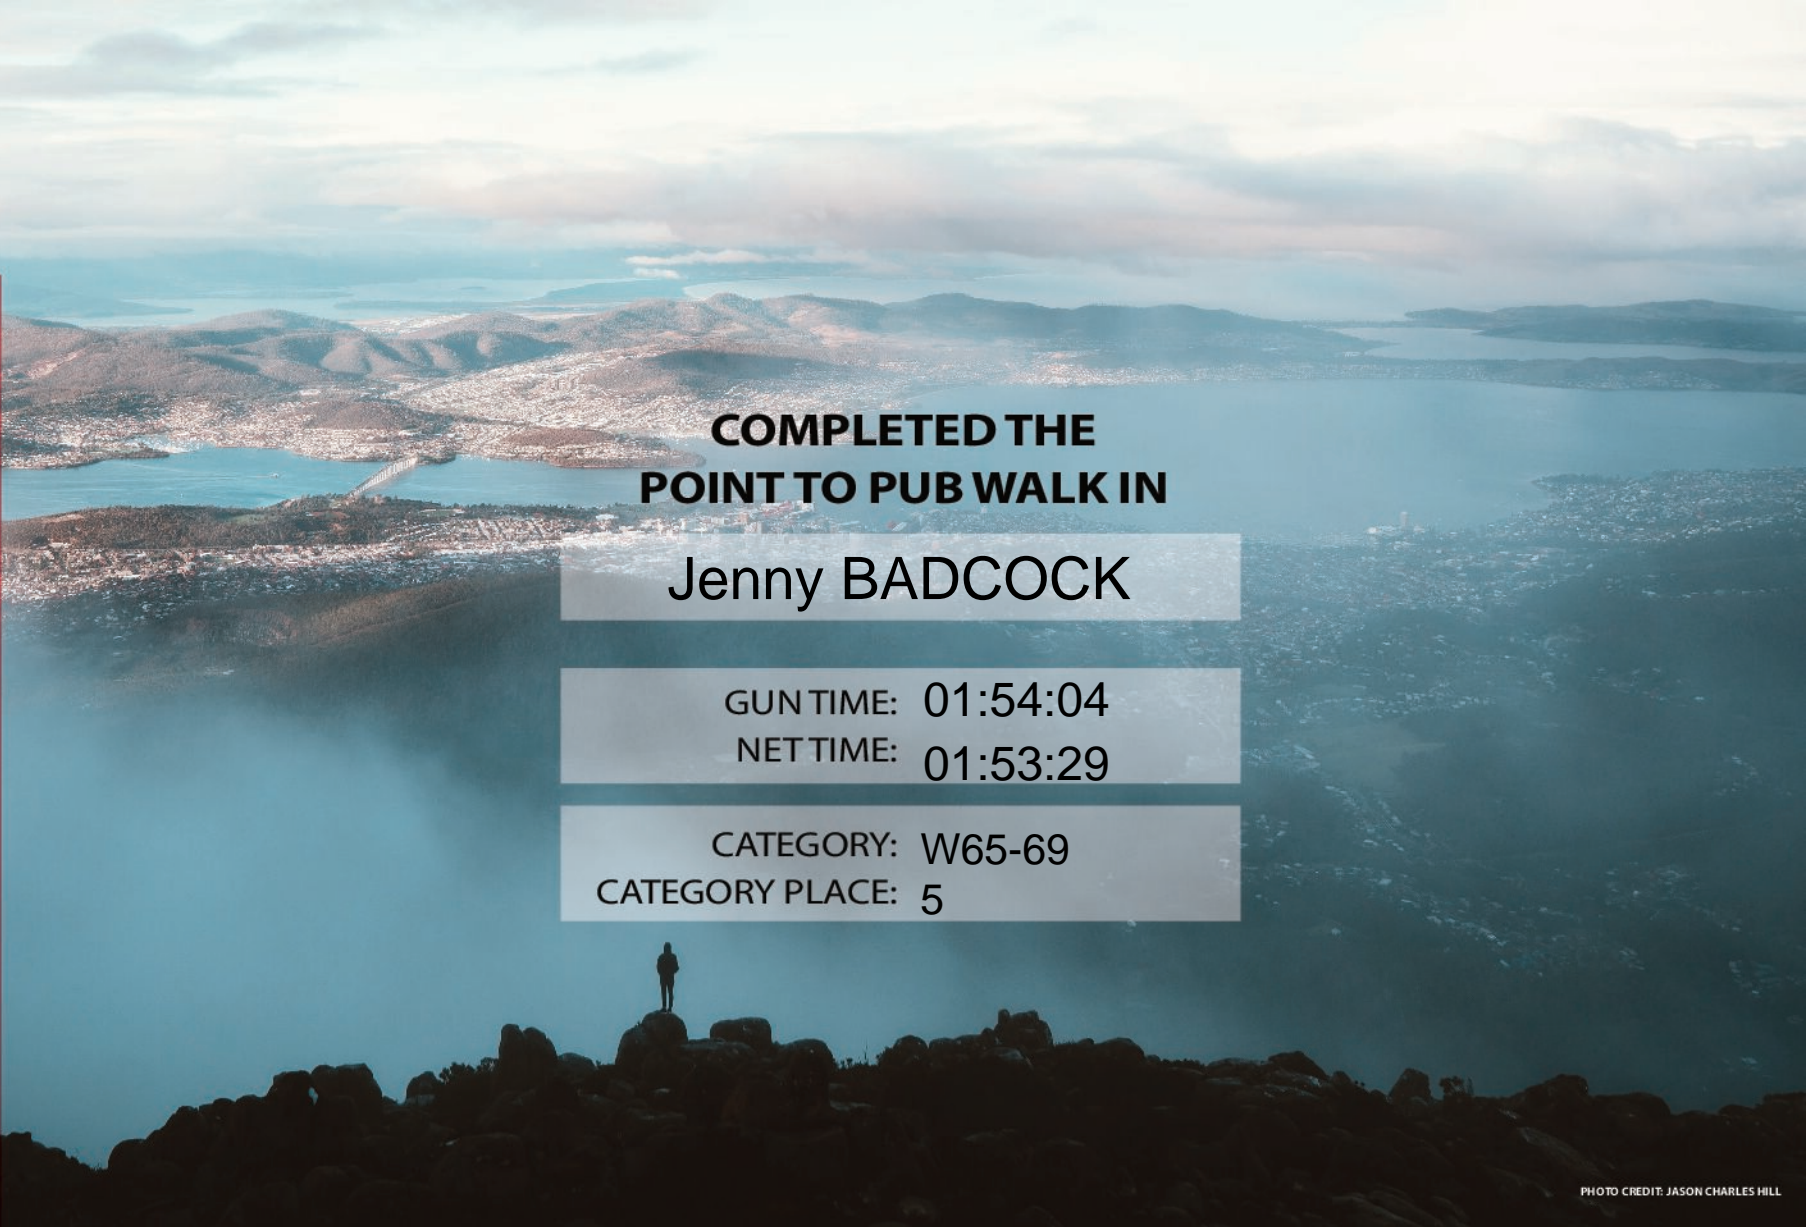 COMPLETED THE
POINT TO PUB WALK IN
Jenny BADCOCK
GUN TIME: 01:54:04
NET TIME: 01:53:29
CATEGORY: W65-69
CATEGORY PLACE: 5
PHOTO CREDIT: JASON CHARLES HILL